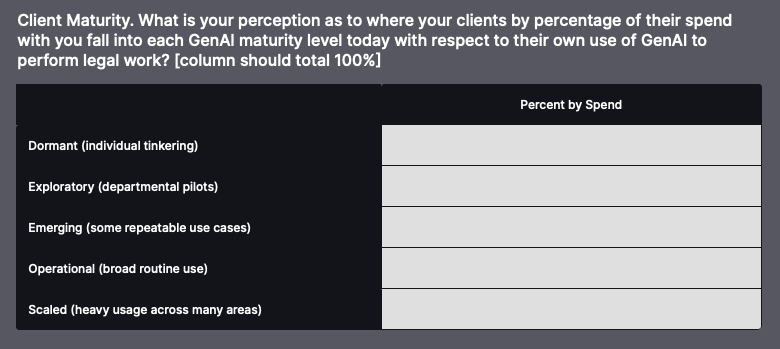 Client Maturity. What is your perception as to where your clients by percentage of their spend
with you fall into each GenAI maturity level today with respect to their own use of GenAI to
perform legal work? [column should total 100%]
Percent by Spend
Dormant (individual tinkering)
Exploratory (departmental pilots)
Emerging (some repeatable use cases)
Operational (broad routine use)
Scaled (heavy usage across many areas)